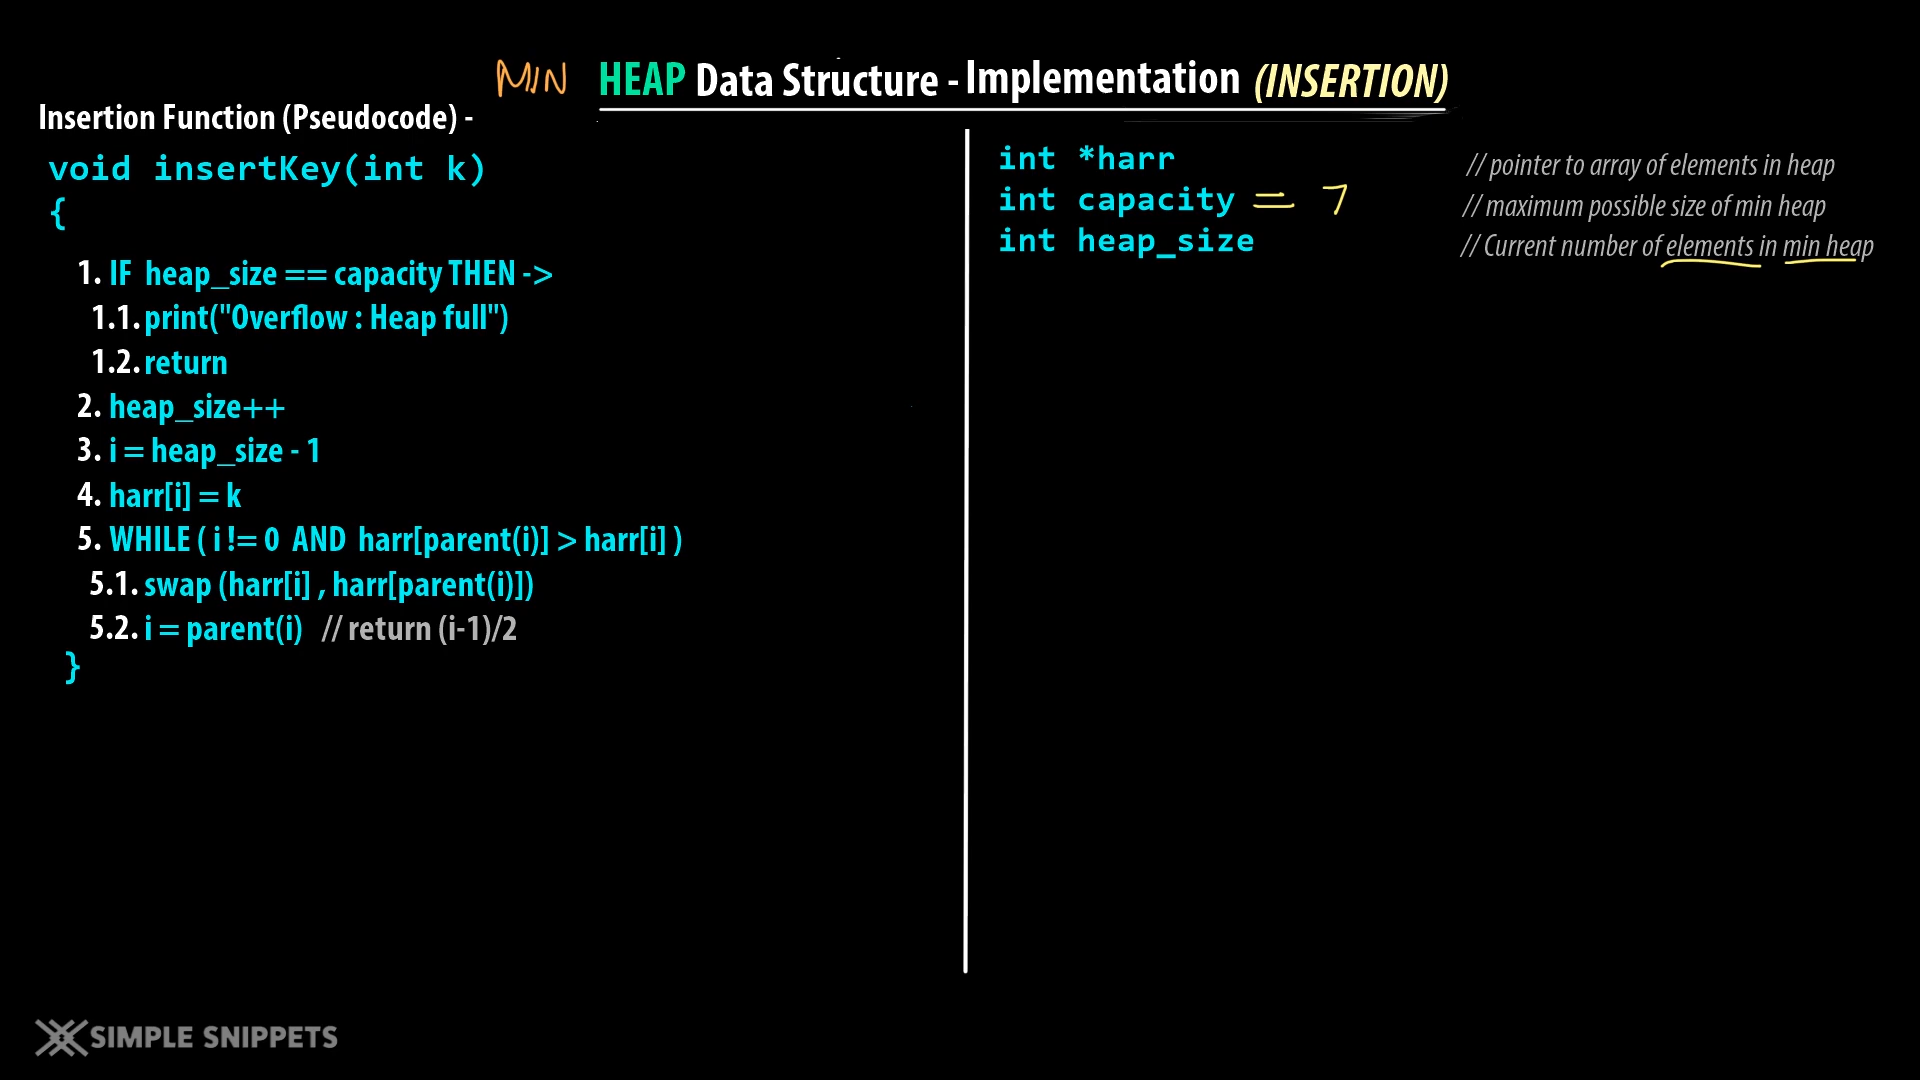 MIN HEAP Data Structure - Implementation (INSERTION)
Insertion Function (Pseudocode) -
void insertKey(int k)
{
1. IF heap_size == capacity THEN ->
1.1. print("Overflow : Heap full")
1.2. return
2. heap_size++
3. i = heap_size - 1
4. harr[i] = k
5. WHILE ( i != 0 AND harr[parent(i)] > harr[i] )
5.1. swap (harr[i] , harr[parent(i)])
5.2. i = parent(i) // return (i-1)/2
}
int *harr // pointer to array of elements in heap
int capacity = 7 // maximum possible size of min heap
int heap_size // Current number of elements in min heap
SIMPLE SNIPPETS